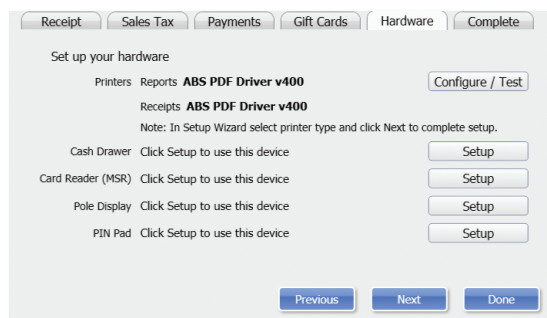 Receipt Sales Tax Payments Gift Cards Hardware Complete
Set up your hardware
Printers Reports ABS PDF Driver v400 Configure / Test
Receipts ABS PDF Driver v400
Note: In Setup Wizard select printer type and click Next to complete setup.
Cash Drawer Click Setup to use this device Setup
Card Reader (MSR) Click Setup to use this device Setup
Pole Display Click Setup to use this device Setup
PIN Pad Click Setup to use this device Setup
Previous Next Done